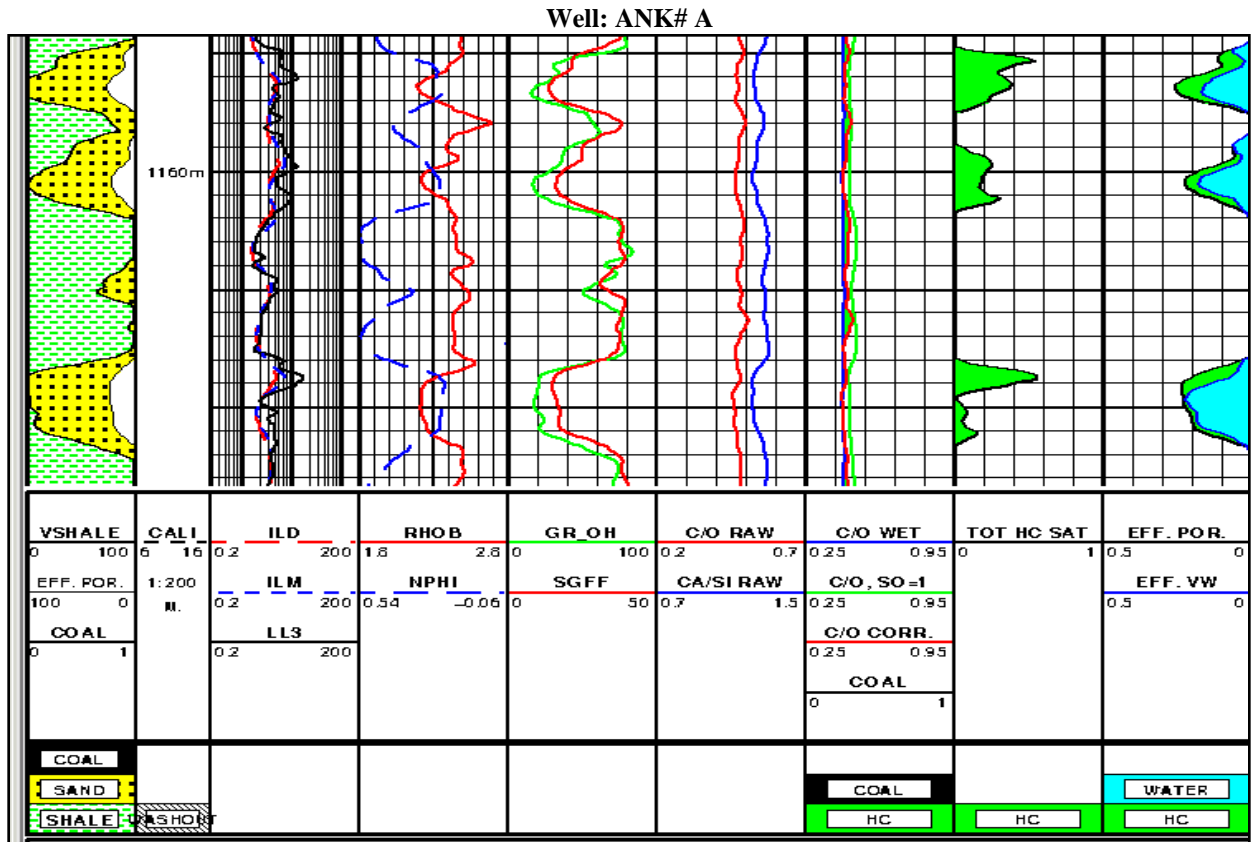 Well: ANK# A
1160m
VSHALE CALI ILD RHOB GR_OH C/O RAW C/O WET TOT HC SAT EFF. POR.
0 100 6 16 0.2 200 1.8 2.8 0 100 0.2 0.7 0.25 0.95 0 1 0.5 0
EFF. POR. 1:200 ILM NPHI SGFF CA/SI RAW C/O, SO=1 EFF. VW
100 0 M. 0.2 200 0.54 -0.06 0 50 0.7 1.5 0.25 0.95 0.5 0
COAL LL3 C/O CORR.
0 1 0.2 200 0.25 0.95
COAL
0 1
COAL
SAND COAL WATER
SHALE WASHOUT HC HC HC